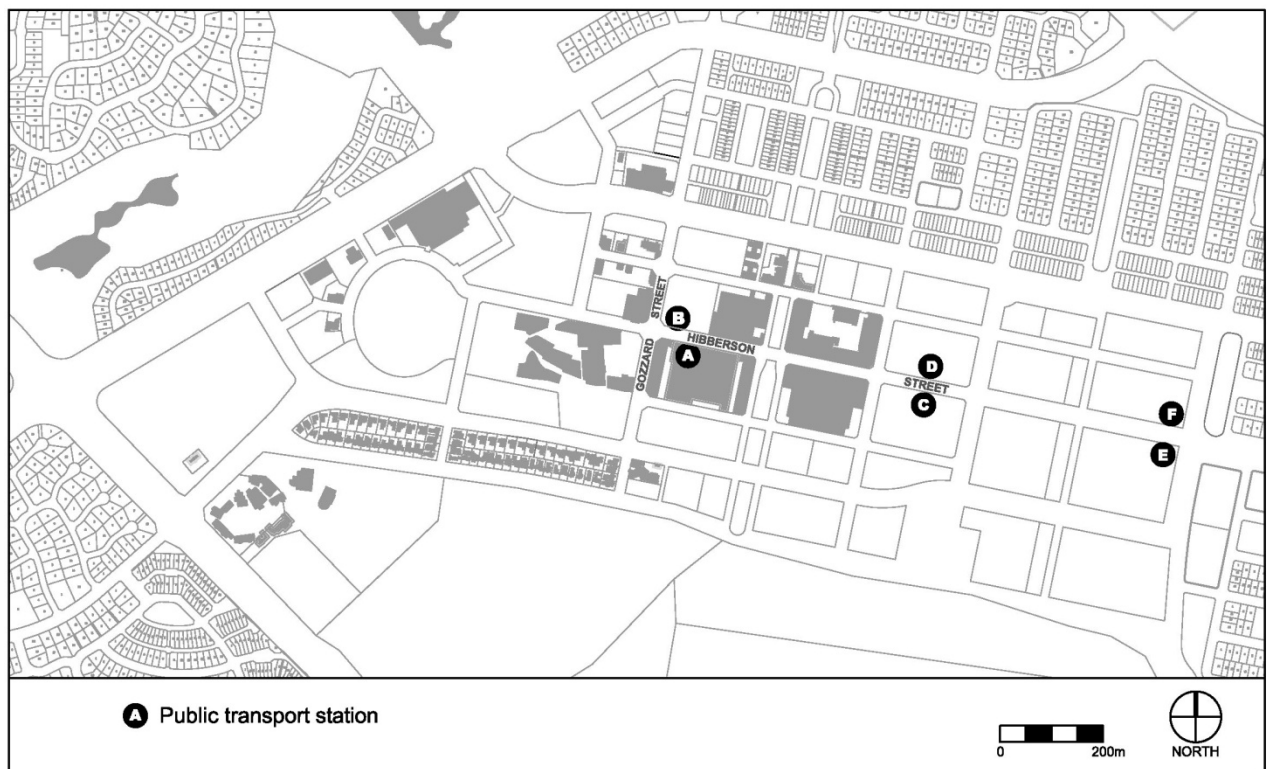 STREET
B
HIBBERSON
A
GOZZARD
D
STREET
C
F
E
A Public transport station
0 200m
NORTH